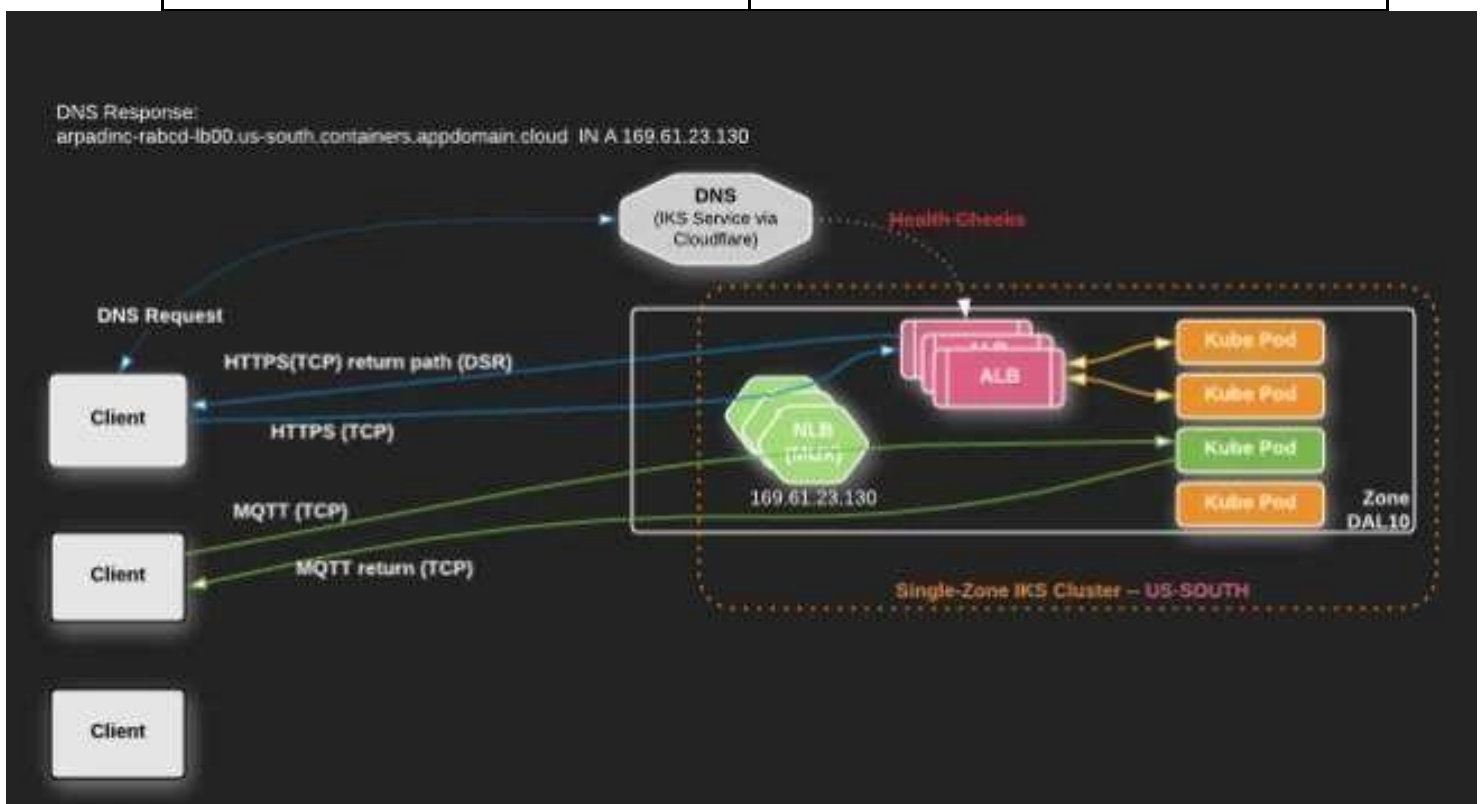 DNS Response:
arpadinc-rabcd-lb00.us-south.containers.appdomain.cloud IN A 169.61.23.130
DNS
(IKS Service via
Cloudflare)
Health Checks
DNS Request
HTTPS(TCP) return path (DSR)
Client
HTTPS (TCP)
ALB
ALB
NLB
(MUX)
169.61.23.130
Kube Pod
Kube Pod
Kube Pod
Kube Pod
Zone
DAL10
MQTT (TCP)
Client
MQTT return (TCP)
Single-Zone IKS Cluster – US-SOUTH
Client